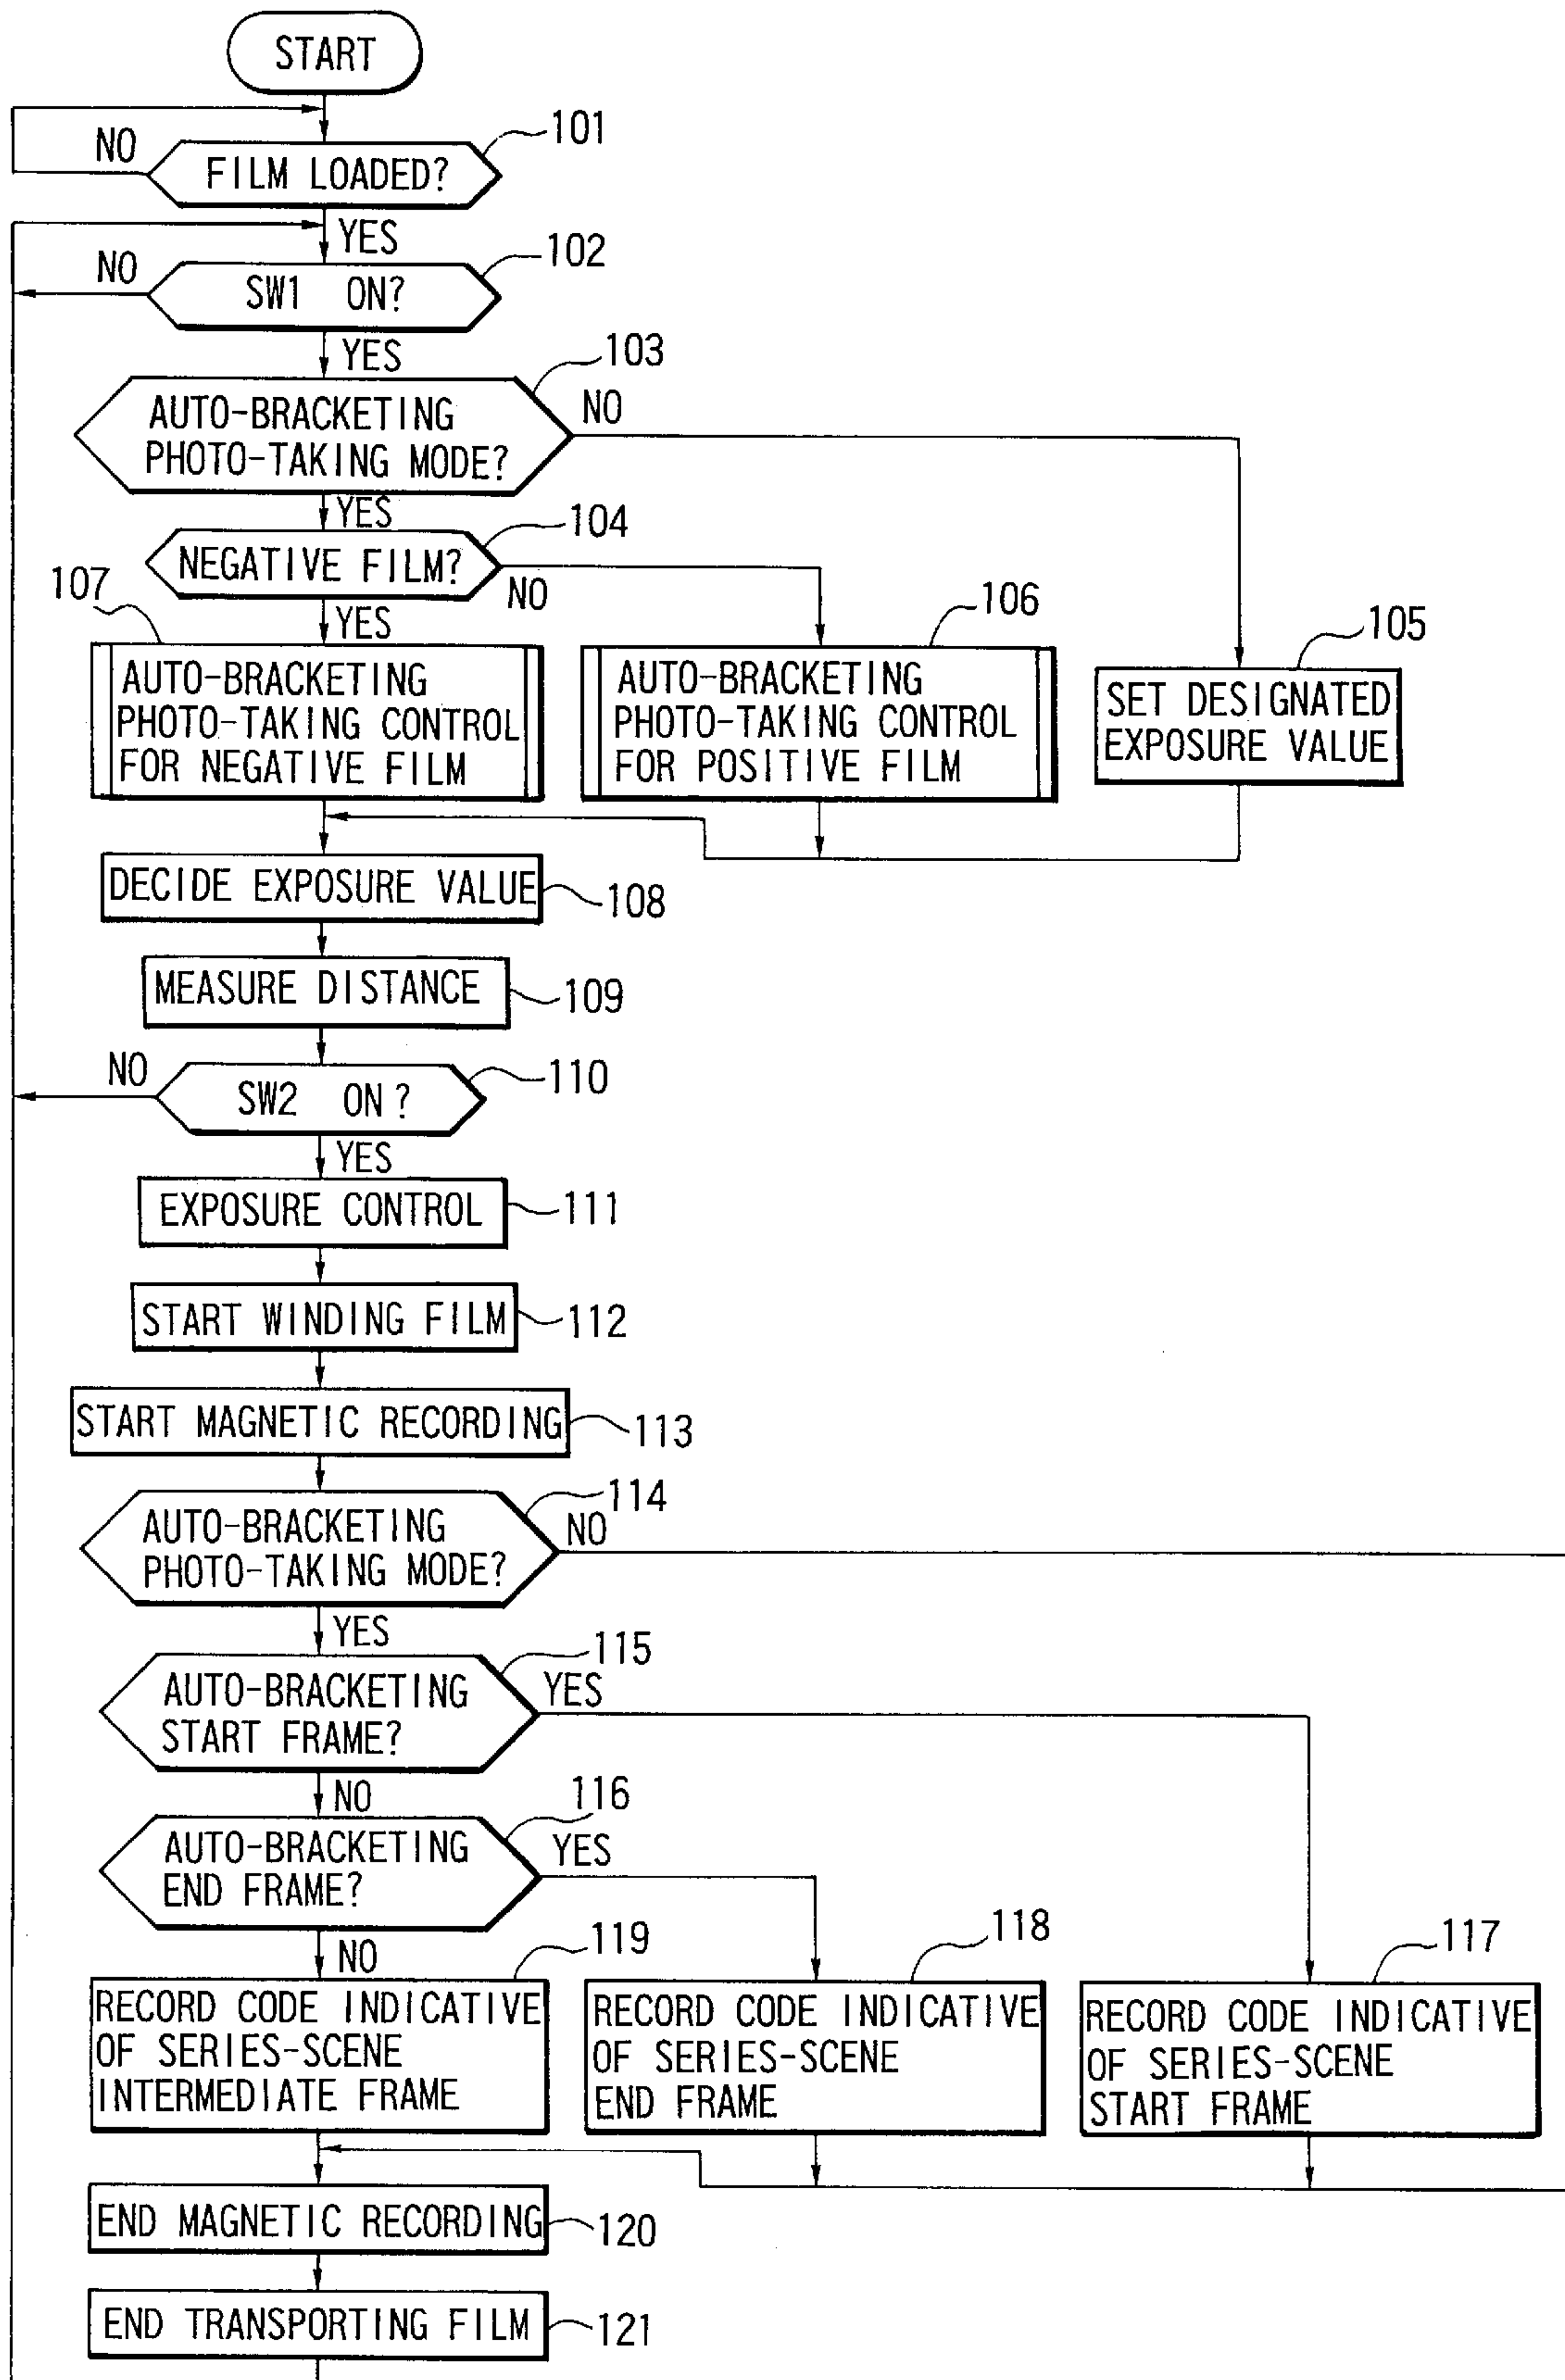 START
101
NO
FILM LOADED?
YES
102
NO
SW1 ON?
YES
103
AUTO-BRACKETING
PHOTO-TAKING MODE?
NO
YES
104
NEGATIVE FILM?
NO
107
YES
106
105
AUTO-BRACKETING
PHOTO-TAKING CONTROL
FOR NEGATIVE FILM
AUTO-BRACKETING
PHOTO-TAKING CONTROL
FOR POSITIVE FILM
SET DESIGNATED
EXPOSURE VALUE
DECIDE EXPOSURE VALUE
108
MEASURE DISTANCE
109
NO
SW2 ON?
110
YES
EXPOSURE CONTROL
111
START WINDING FILM
112
START MAGNETIC RECORDING
113
114
AUTO-BRACKETING
PHOTO-TAKING MODE?
NO
YES
115
AUTO-BRACKETING
START FRAME?
YES
NO
116
AUTO-BRACKETING
END FRAME?
YES
NO
119
118
117
RECORD CODE INDICATIVE
OF SERIES-SCENE
INTERMEDIATE FRAME
RECORD CODE INDICATIVE
OF SERIES-SCENE
END FRAME
RECORD CODE INDICATIVE
OF SERIES-SCENE
START FRAME
END MAGNETIC RECORDING
120
END TRANSPORTING FILM
121